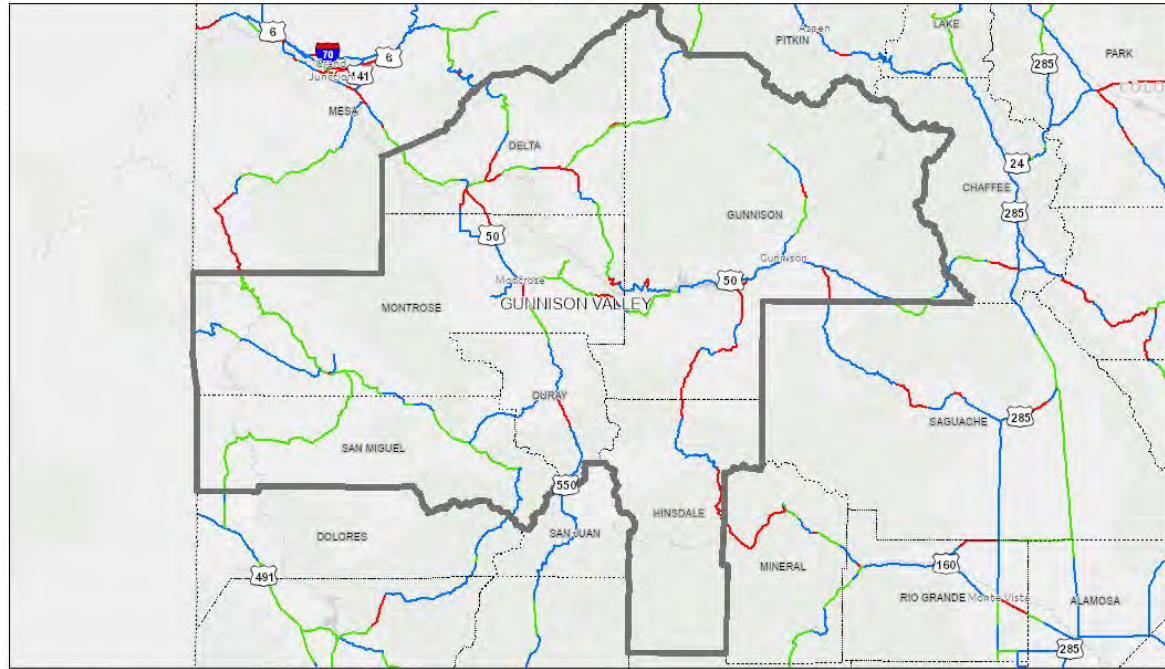 6
70
Grand
Junction
41
6
MESA
Aspen
PITKIN
LAKE
285
PARK
COLO
DELTA
24
CHAFFEE
285
GUNNISON
50
Montrose
Gunnison
50
GUNNISON VALLEY
MONTROSE
OURAY
285
SAGUACHE
SAN MIGUEL
550
HINSDALE
DOLORES
SAN JUAN
491
MINERAL
160
RIO GRANDE
Monte Vista
ALAMOSA
285